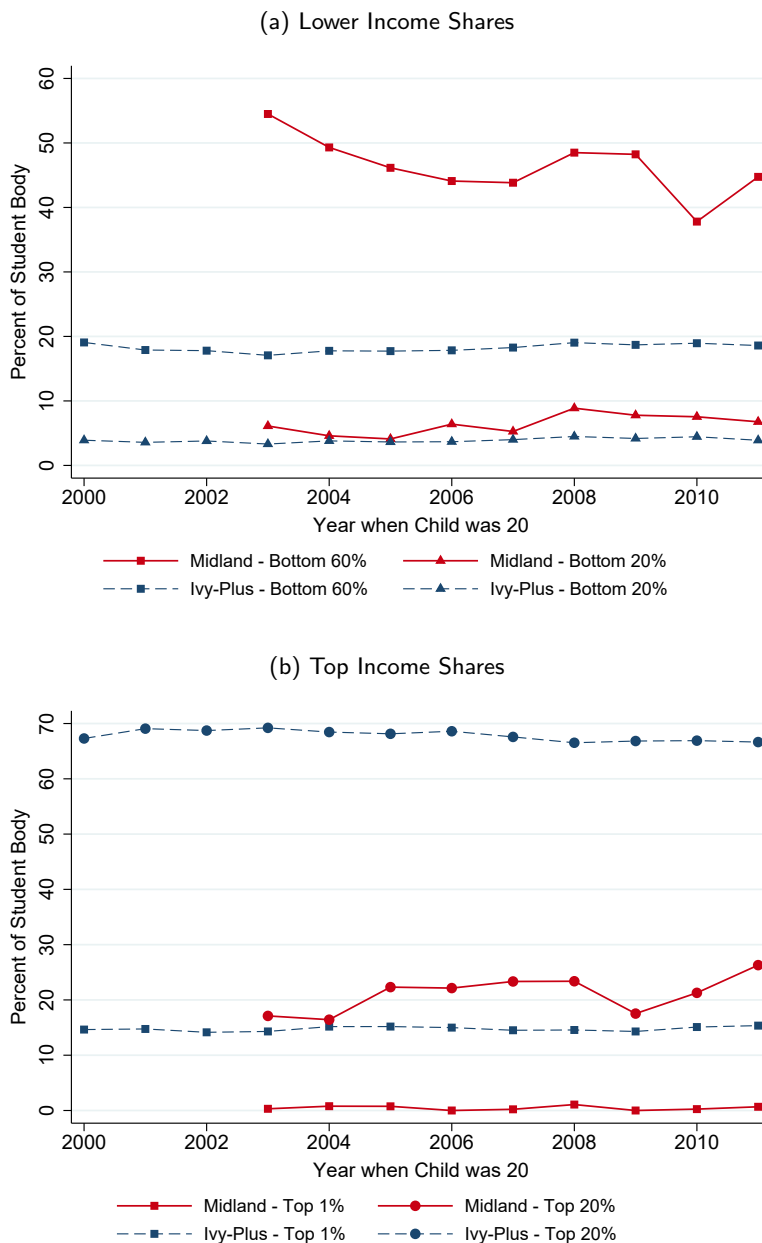 (a) Lower Income Shares
60
50
40
30
20
10
0
Percent of Student Body
2000 2002 2004 2006 2008 2010
Year when Child was 20
Midland - Bottom 60% Midland - Bottom 20%
Ivy-Plus - Bottom 60% Ivy-Plus - Bottom 20%
(b) Top Income Shares
70
60
50
40
30
20
10
0
Percent of Student Body
2000 2002 2004 2006 2008 2010
Year when Child was 20
Midland - Top 1% Midland - Top 20%
Ivy-Plus - Top 1% Ivy-Plus - Top 20%